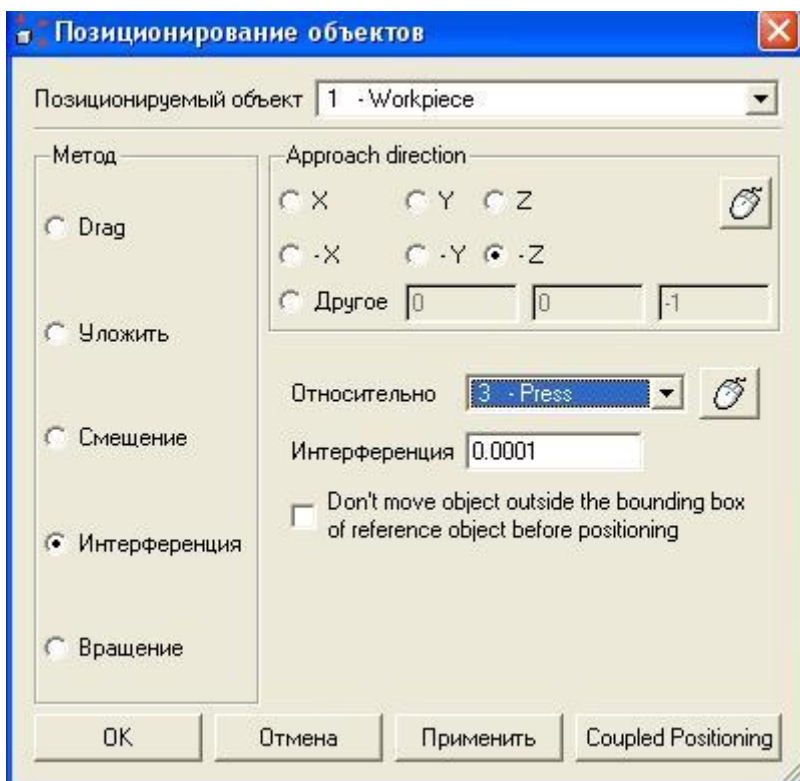 Позиционирование объектов
Позиционируемый объект 1 - Workpiece
Метод
Drag
Уложить
Смещение
Интерференция
Вращение
Approach direction
X Y Z
-X -Y -Z
Другое 0 0 -1
Относительно 3 - Press
Интерференция 0.0001
Don't move object outside the bounding box
of reference object before positioning
OK Отмена Применить Coupled Positioning